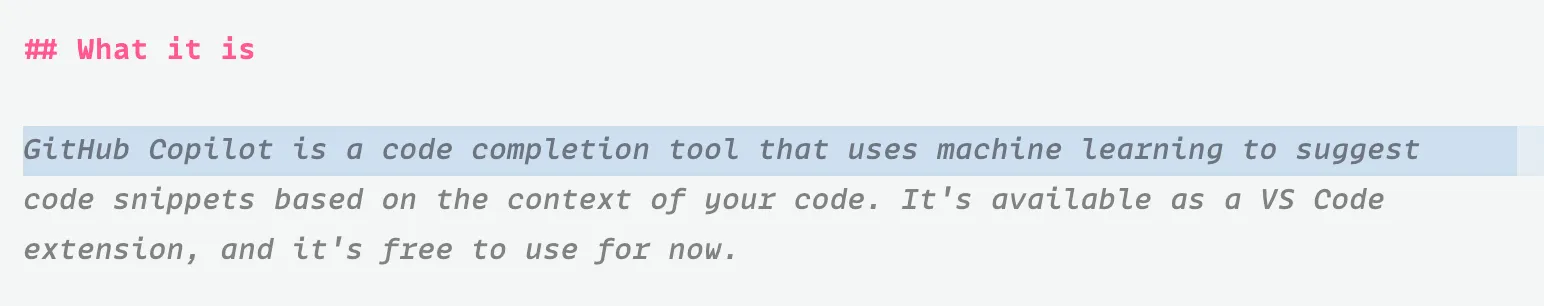 ## What it is
GitHub Copilot is a code completion tool that uses machine learning to suggest
code snippets based on the context of your code. It's available as a VS Code
extension, and it's free to use for now.